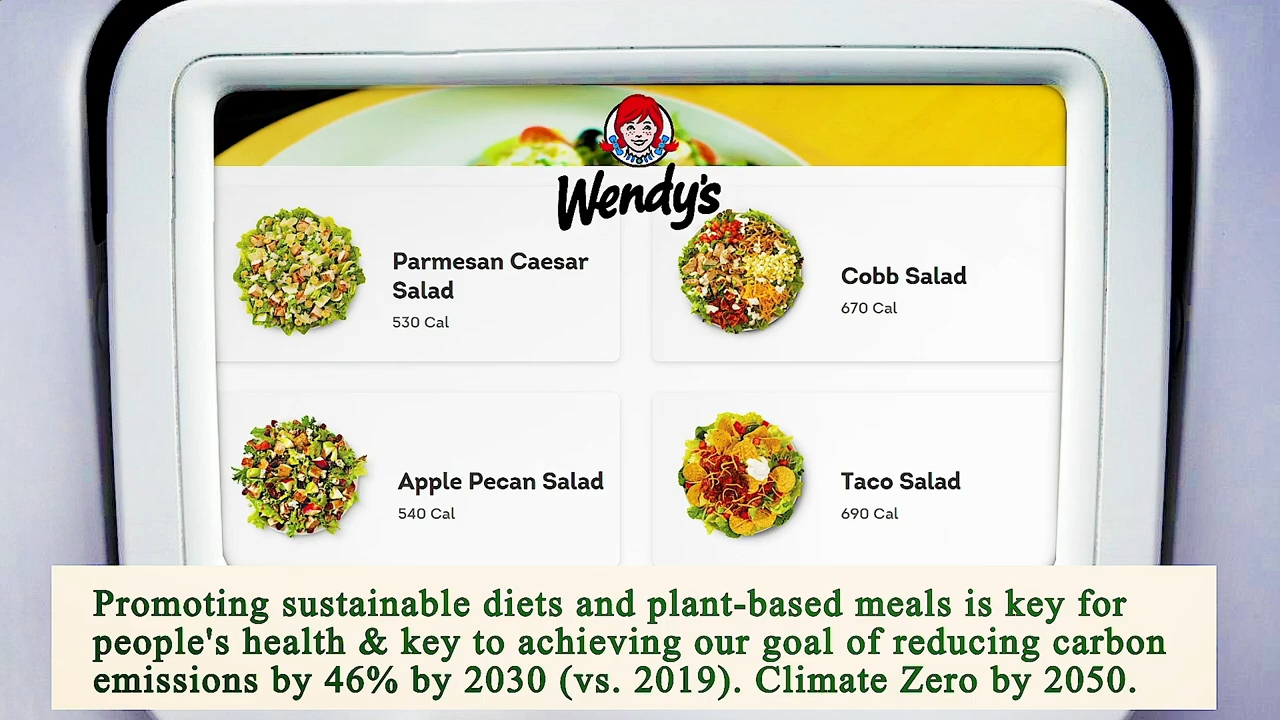 Wendy's
Parmesan Caesar
Salad
530 Cal
Cobb Salad
670 Cal
Apple Pecan Salad
540 Cal
Taco Salad
690 Cal
Promoting sustainable diets and plant-based meals is key for
people's health & key to achieving our goal of reducing carbon
emissions by 46% by 2030 (vs. 2019). Climate Zero by 2050.